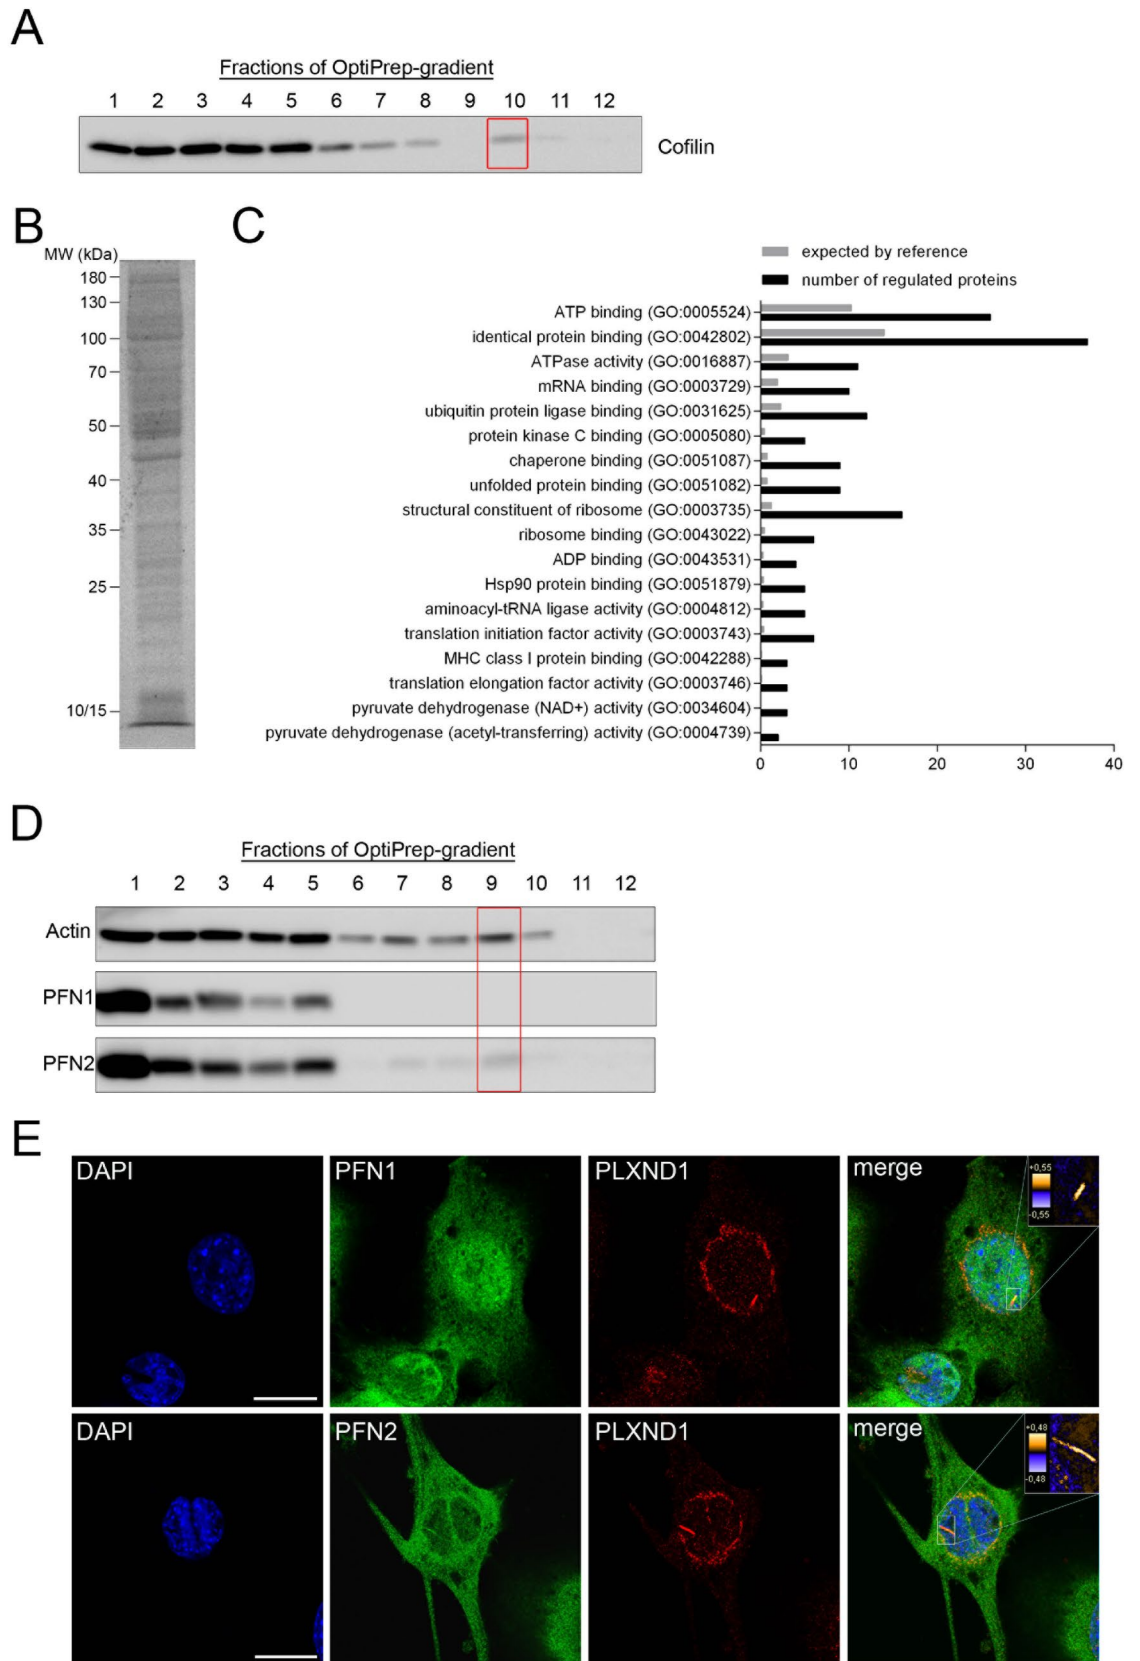 A
Fractions of OptiPrep-gradient
1 2 3 4 5 6 7 8 9 10 11 12
Cofilin
B
MW (kDa)
180
130
100
70
50
40
35
25
10/15
C
expected by reference
number of regulated proteins
ATP binding (GO:0005524)
identical protein binding (GO:0042802)
ATPase activity (GO:0016887)
mRNA binding (GO:0003729)
ubiquitin protein ligase binding (GO:0031625)
protein kinase C binding (GO:0005080)
chaperone binding (GO:0051087)
unfolded protein binding (GO:0051082)
structural constituent of ribosome (GO:0003735)
ribosome binding (GO:0043022)
ADP binding (GO:0043531)
Hsp90 protein binding (GO:0051879)
aminoacyl-tRNA ligase activity (GO:0004812)
translation initiation factor activity (GO:0003743)
MHC class I protein binding (GO:0042288)
translation elongation factor activity (GO:0003746)
pyruvate dehydrogenase (NAD+) activity (GO:0034604)
pyruvate dehydrogenase (acetyl-transferring) activity (GO:0004739)
0 10 20 30 40
D
Fractions of OptiPrep-gradient
1 2 3 4 5 6 7 8 9 10 11 12
Actin
PFN1
PFN2
E
DAPI PFN1 PLXND1 merge
+0,55
-0,55
DAPI PFN2 PLXND1 merge
+0,48
-0,48